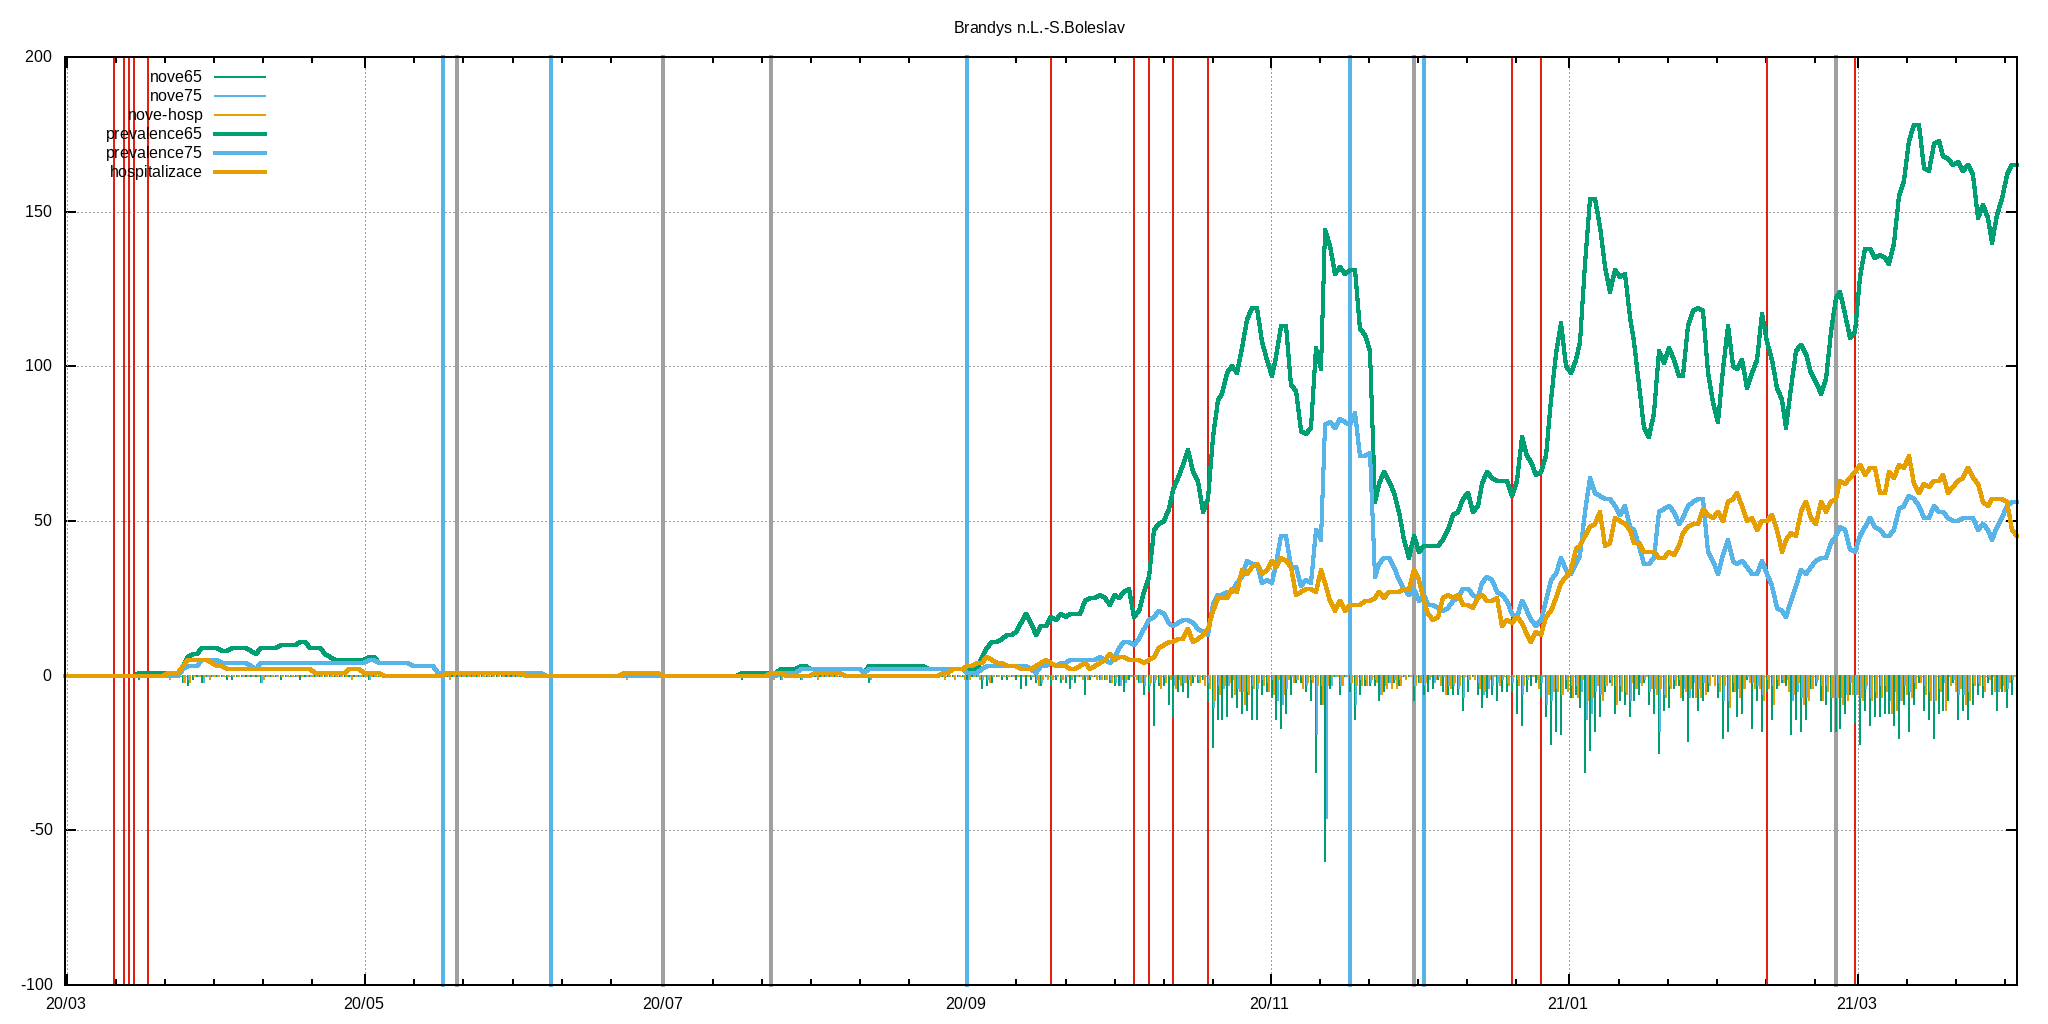 Brandys n.L.-S.Boleslav
200
150
100
50
0
-50
-100
nove65
nove75
nove-hosp
prevalence65
prevalence75
hospitalizace
20/03 20/05 20/07 20/09 20/11 21/01 21/03